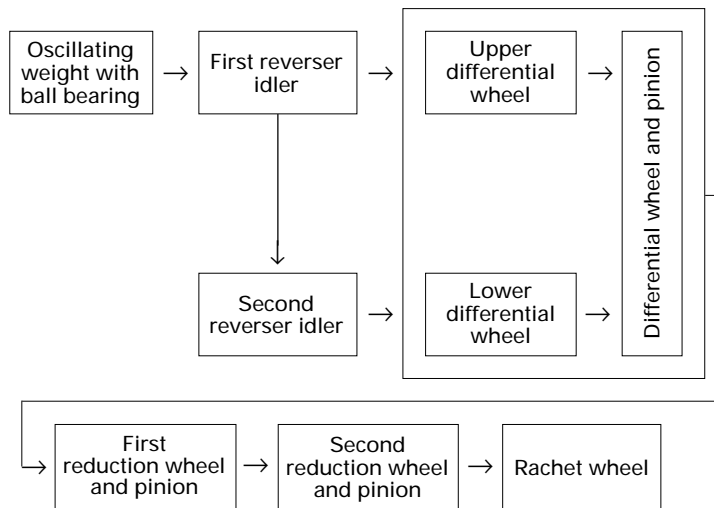 Oscillating
weight with
ball bearing
First reverser
idler
Upper
differential
wheel
Differential wheel and pinion
Second
reverser idler
Lower
differential
wheel
First
reduction wheel
and pinion
Second
reduction wheel
and pinion
Rachet wheel